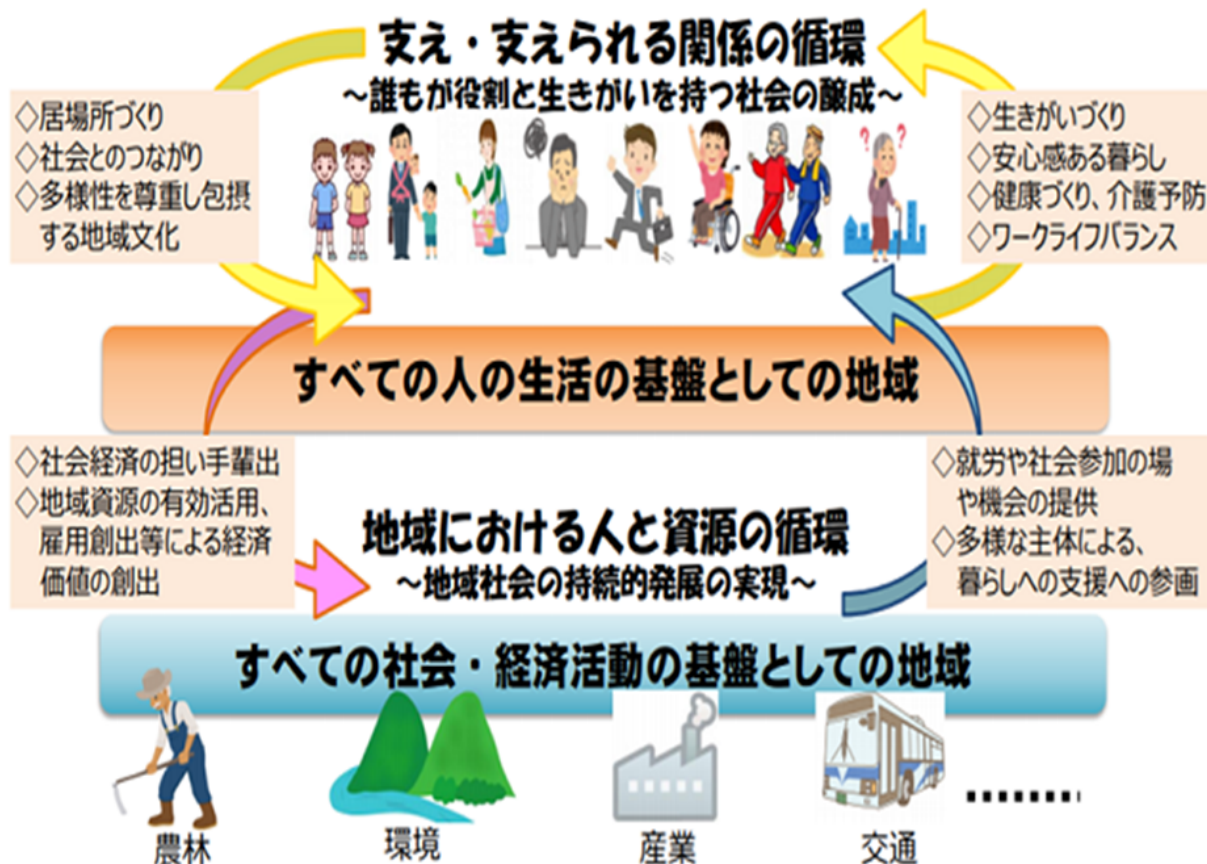 支え・支えられる関係の循環
～誰もが役割と生きがいを持つ社会の醸成～
◇居場所づくり
◇社会とのつながり
◇多様性を尊重し包摂
する地域文化
◇生きがいづくり
◇安心感ある暮らし
◇健康づくり、介護予防
◇ワークライフバランス
? ?
すべての人の生活の基盤としての地域
◇社会経済の担い手輩出
◇地域資源の有効活用、
雇用創出等による経済
価値の創出
地域における人と資源の循環
～地域社会の持続的発展の実現～
◇就労や社会参加の場
や機会の提供
◇多様な主体による、
暮らしへの支援への参画
すべての社会・経済活動の基盤としての地域
農林
環境
産業
交通